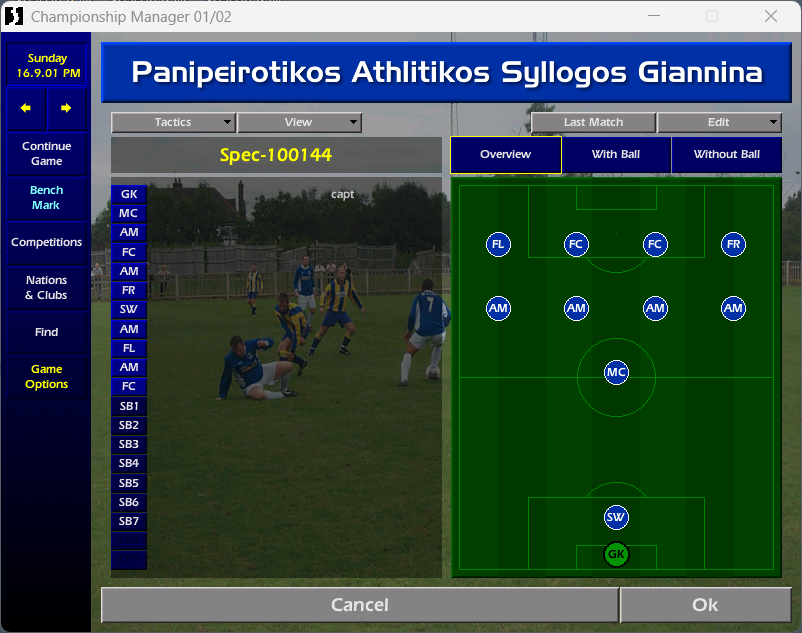 Championship Manager 01/02
Sunday
16.9.01 PM
Continue
Game
Bench
Mark
Competitions
Nations
& Clubs
Find
Game
Options
Panipeirotikos Athlitikos Syllogos Giannina
Tactics
View
Last Match
Edit
Spec-100144
Overview
With Ball
Without Ball
GK
capt
MC
AM
FC
AM
FR
SW
AM
FL
AM
FC
SB1
SB2
SB3
SB4
SB5
SB6
SB7
FL
FC
FC
FR
AM
AM
AM
AM
MC
SW
GK
7
Cancel
Ok